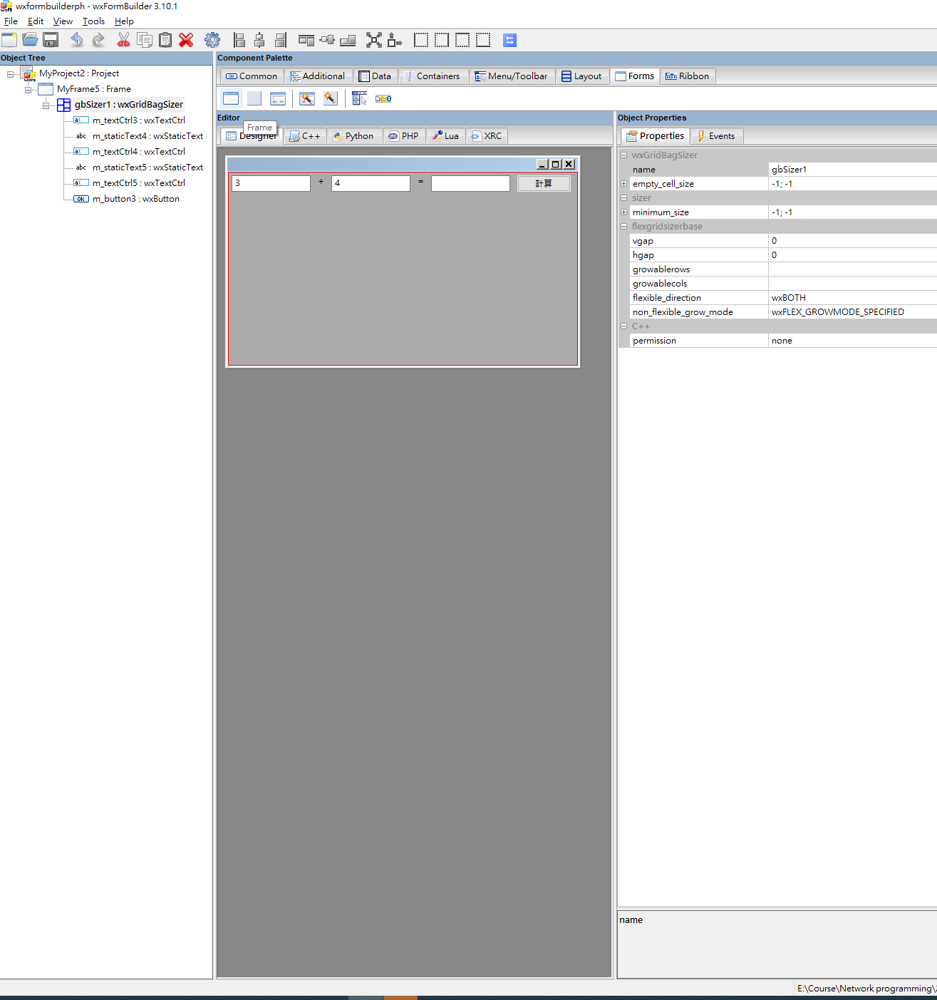 wxformbuilderph - wxFormBuilder 3.10.1
File Edit View Tools Help
Object Tree
MyProject2 : Project
MyFrame5 : Frame
gbSizer1 : wxGridBagSizer
m_textCtrl3 : wxTextCtrl
abc m_staticText4 : wxStaticText
m_textCtrl4 : wxTextCtrl
abc m_staticText5 : wxStaticText
m_textCtrl5 : wxTextCtrl
Ok m_button3 : wxButton
Component Palette
Common Additional Data Containers Menu/Toolbar Layout Forms Ribbon
Editor
Frame
Designer C++ Python PHP Lua XRC
3 + 4 = 計算
Object Properties
Properties Events
wxGridBagSizer
name gbSizer1
empty_cell_size -1; -1
sizer
minimum_size -1; -1
flexgridsizerbase
vgap 0
hgap 0
growablerows
growablecols
flexible_direction wxBOTH
non_flexible_grow_mode wxFLEX_GROWMODE_SPECIFIED
C++
permission none
name
E:\Course\Network programming\